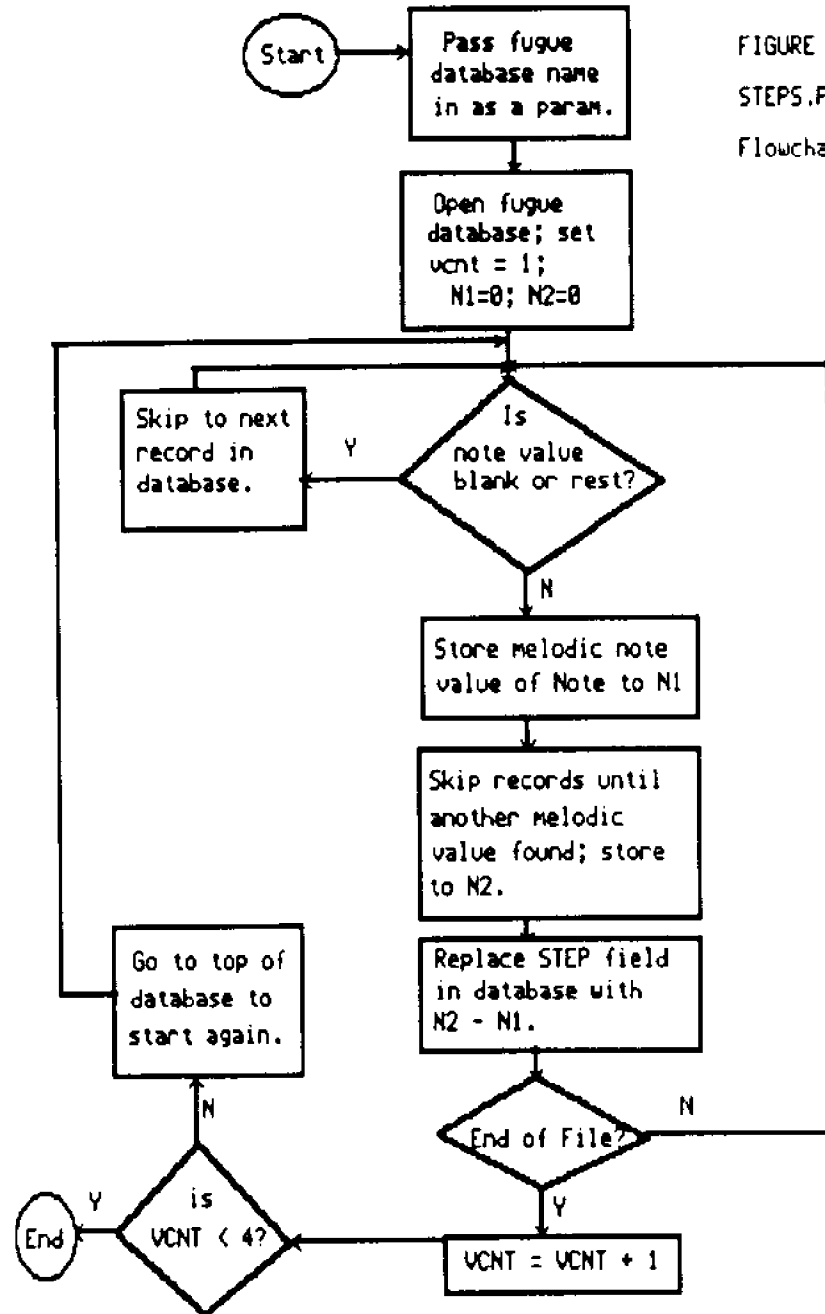 Start
Pass fugue
database name
in as a param.
FIGURE
Open fugue
database; set
vcnt = 1;
N1=0; N2=0
Skip to next
record in
database.
Y
Is
note value
blank or rest?
N
Store melodic note
value of Note to N1
Skip records until
another melodic
value found; store
to N2.
Replace STEP field
in database with
N2 - N1.
Go to top of
database to
start again.
N
End of File?
N
Y
End
Y
is
VCNT < 4?
VCNT = VCNT + 1